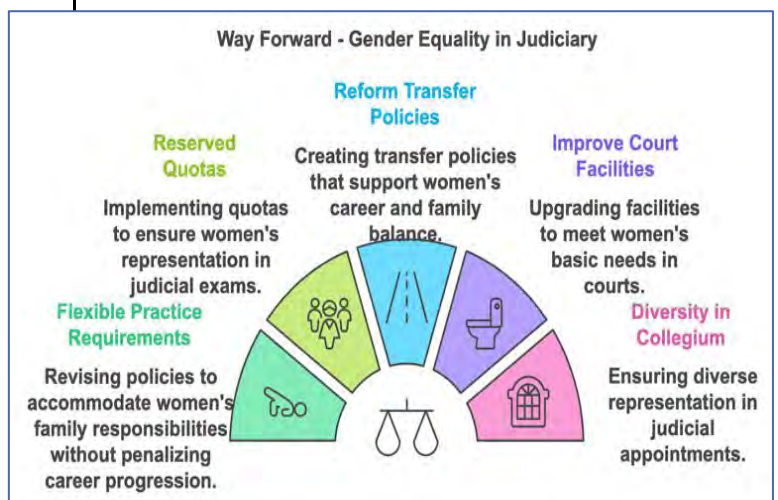 Way Forward - Gender Equality in Judiciary
Reform Transfer
Policies
Creating transfer policies
that support women's
career and family
balance.
Reserved
Quotas
Implementing quotas
to ensure women's
representation in
judicial exams.
Improve Court
Facilities
Upgrading facilities
to meet women's
basic needs in
courts.
Flexible Practice
Requirements
Revising policies to
accommodate women's
family responsibilities
without penalizing
career progression.
Diversity in
Collegium
Ensuring diverse
representation in
judicial
appointments.